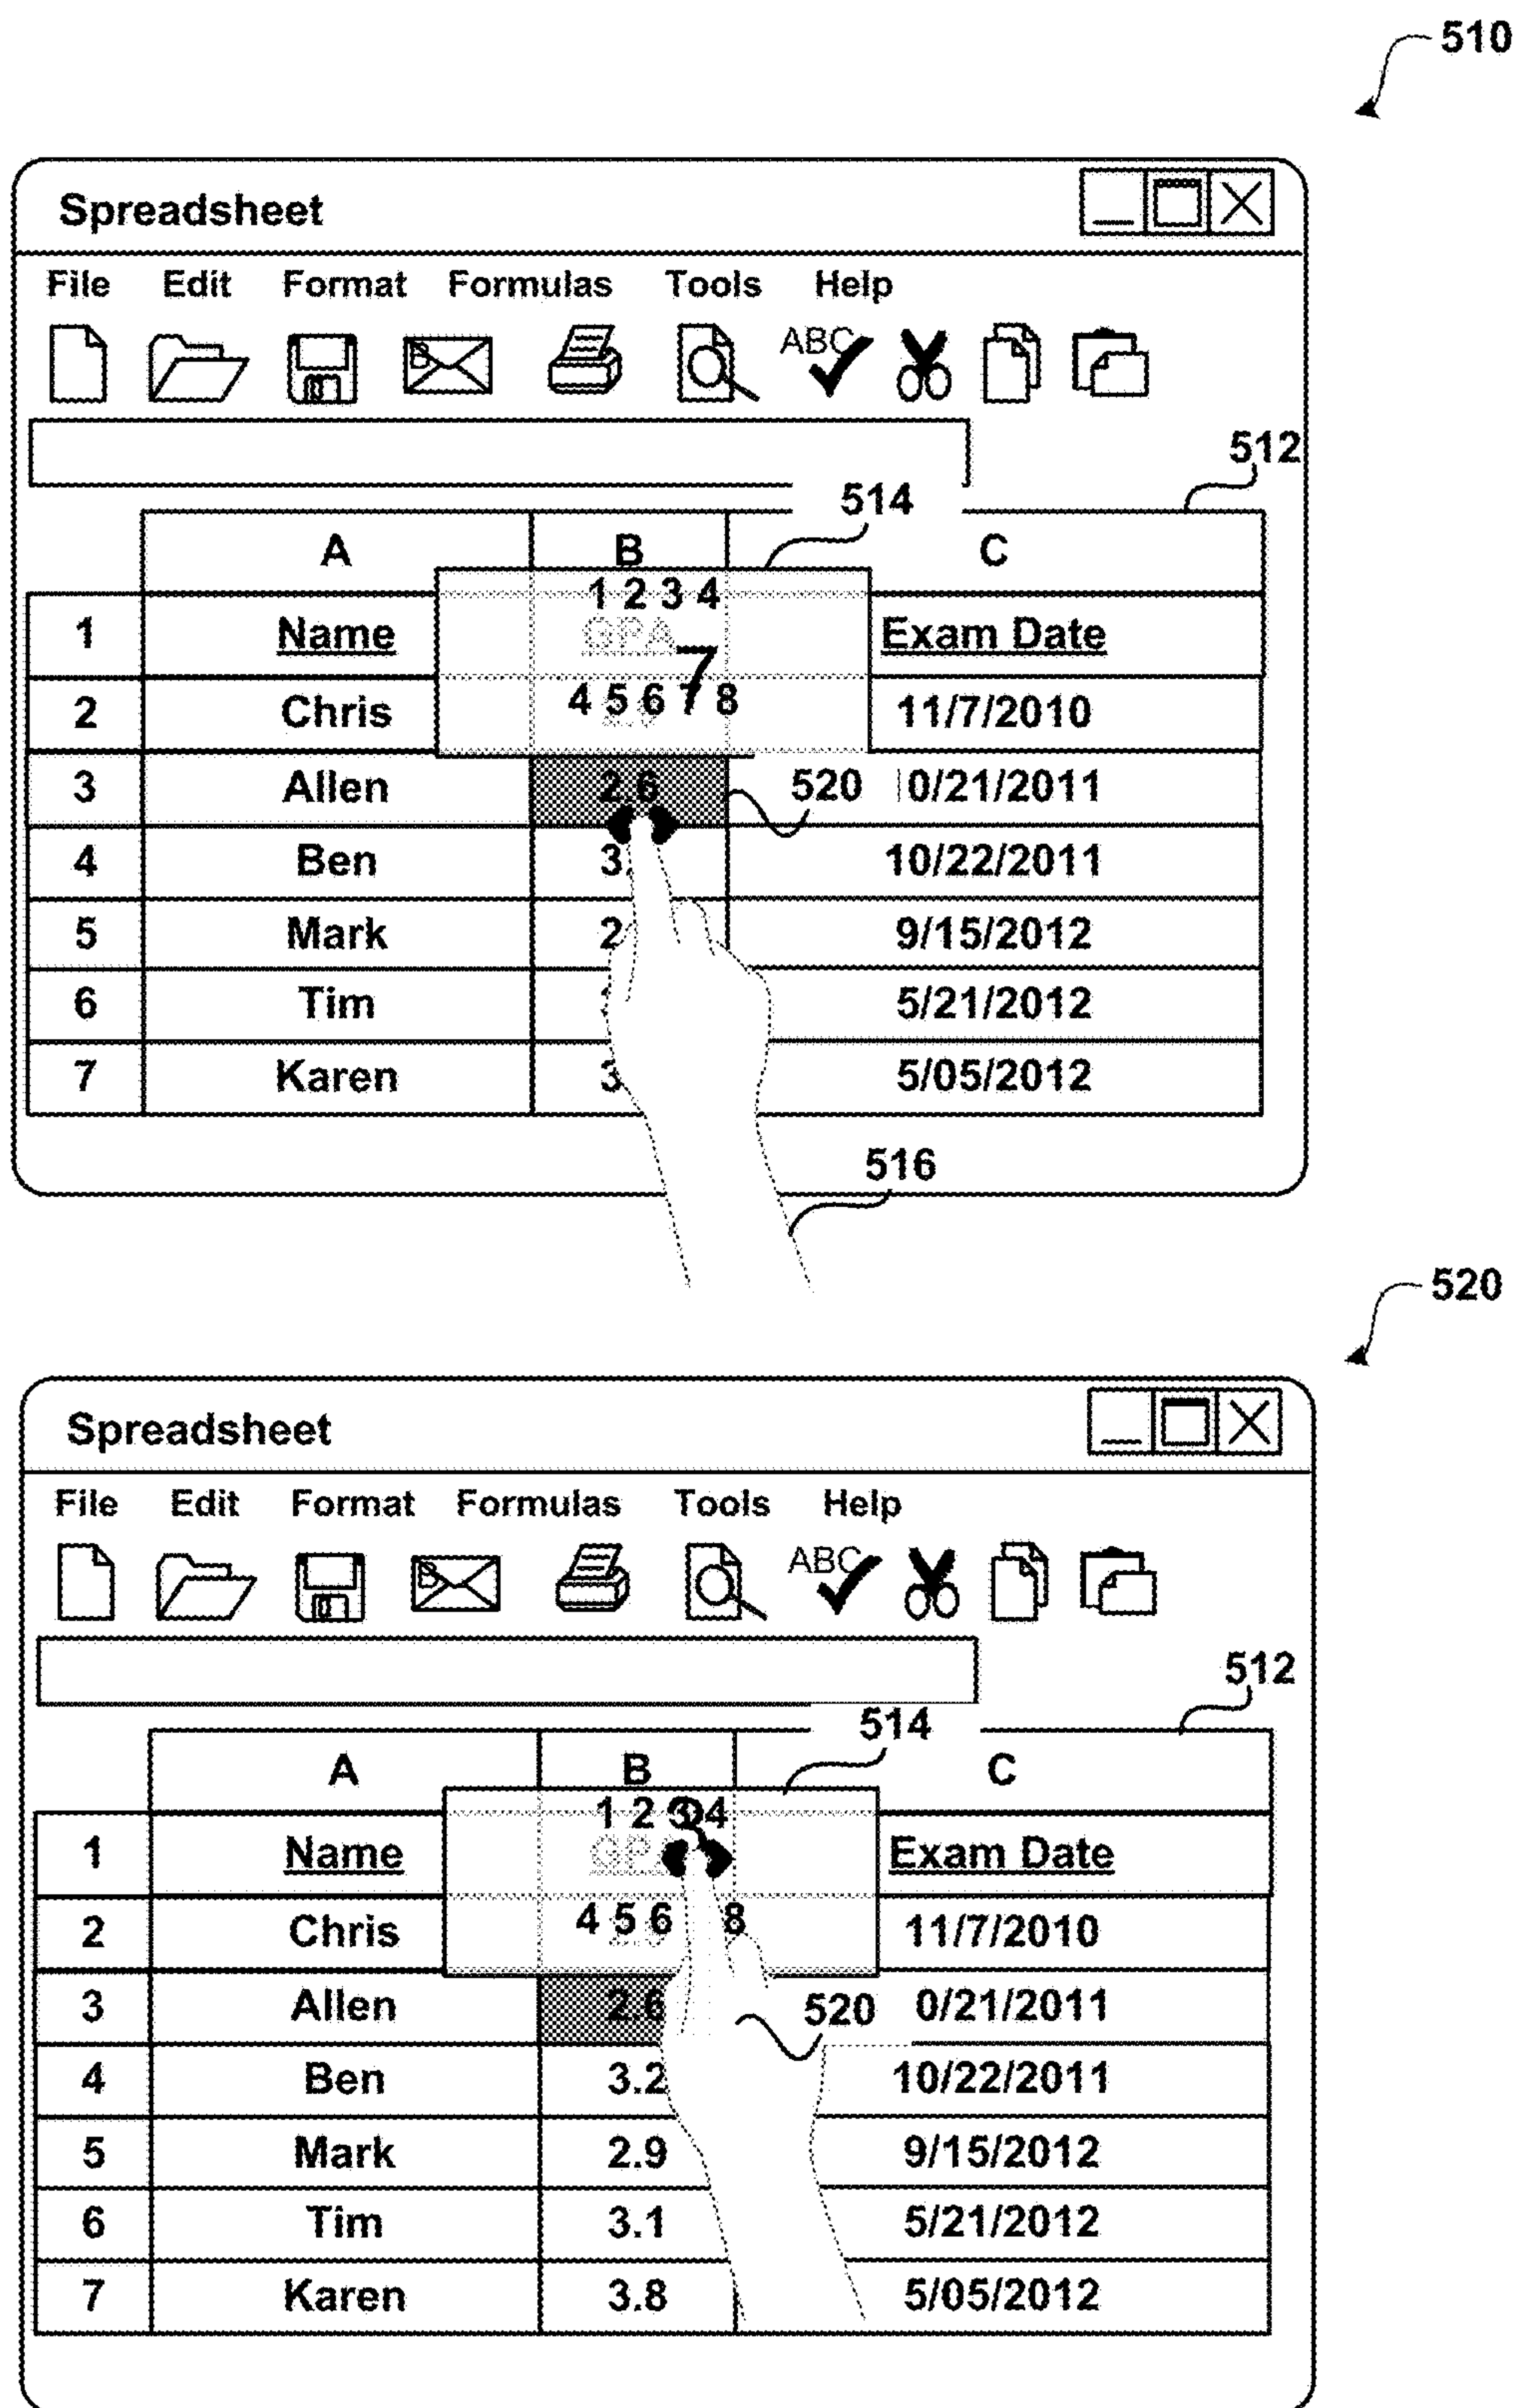 510
Spreadsheet
File Edit Format Formulas Tools Help
ABC
512
514
A B C
1 2 3 4
1 Name GPA Exam Date
7
4 5 6 7 8
2 Chris 11/7/2010
3 Allen 2.6 520 0/21/2011
4 Ben 3. 10/22/2011
5 Mark 2 9/15/2012
6 Tim 5/21/2012
7 Karen 3 5/05/2012
516
520
Spreadsheet
File Edit Format Formulas Tools Help
ABC
512
514
A B C
1 2 3 4
1 Name GPA Exam Date
4 5 6 8
2 Chris 11/7/2010
3 Allen 2.6 520 0/21/2011
4 Ben 3.2 10/22/2011
5 Mark 2.9 9/15/2012
6 Tim 3.1 5/21/2012
7 Karen 3.8 5/05/2012